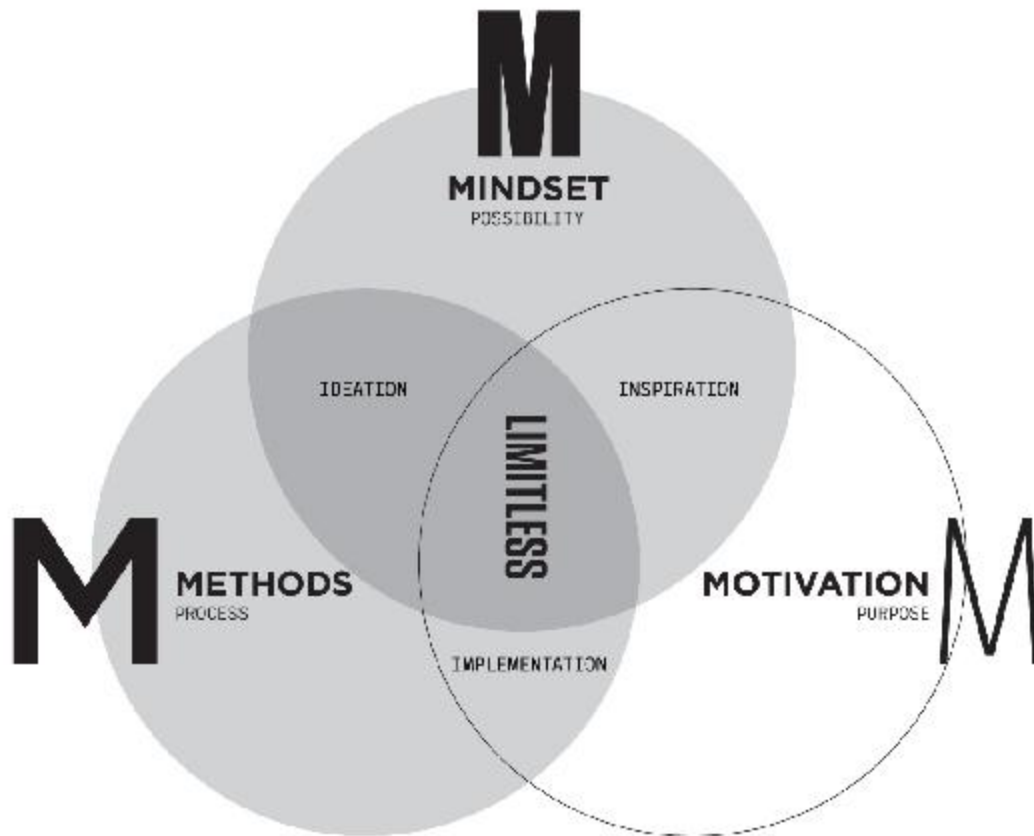 M
MINDSET
POSSIBILITY
IDEATION
INSPIRATION
LIMITLESS
M
METHODS
PROCESS
MOTIVATION
PURPOSE
M
IMPLEMENTATION